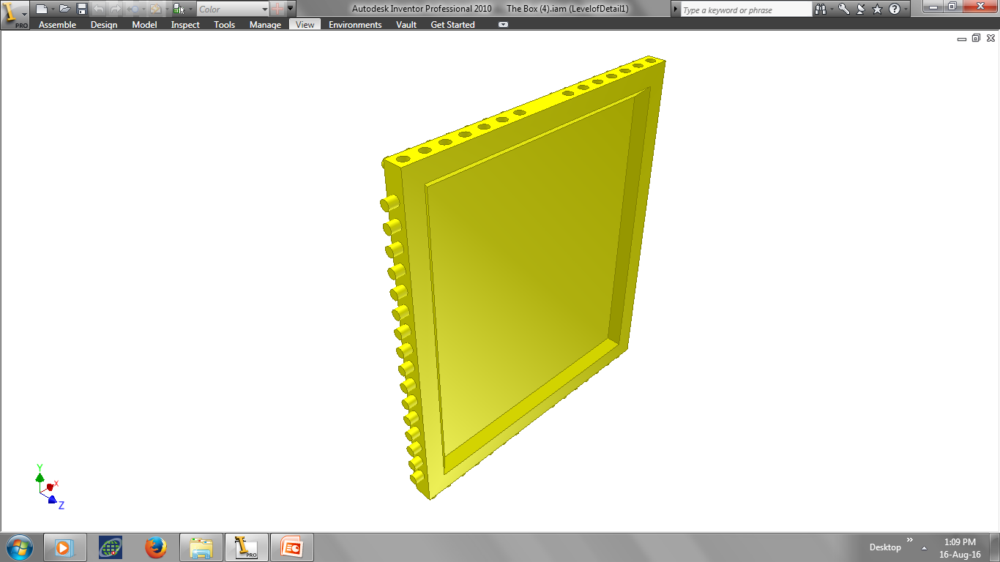 Autodesk Inventor Professional 2010 The Box (4).iam (LevelofDetail1)
Type a keyword or phrase
Color
PRO
Assemble Design Model Inspect Tools Manage View Environments Vault Get Started
Y
X
Z
PRO
Desktop
1:09 PM
16-Aug-16